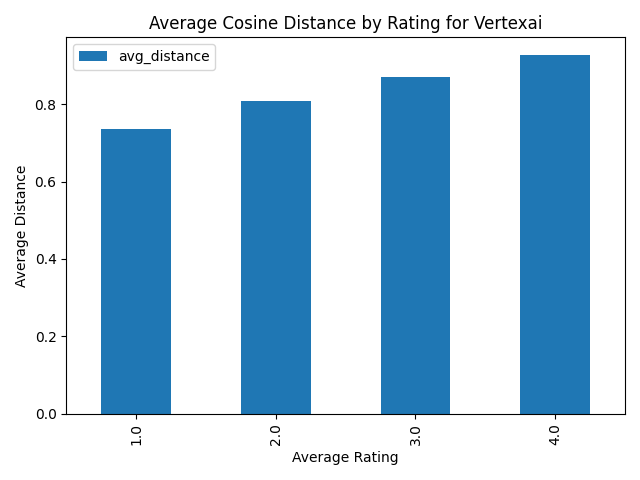 Average Cosine Distance by Rating for Vertexai
avg_distance
Average Distance
0.8
0.6
0.4
0.2
0.0
1.0
2.0
3.0
4.0
Average Rating